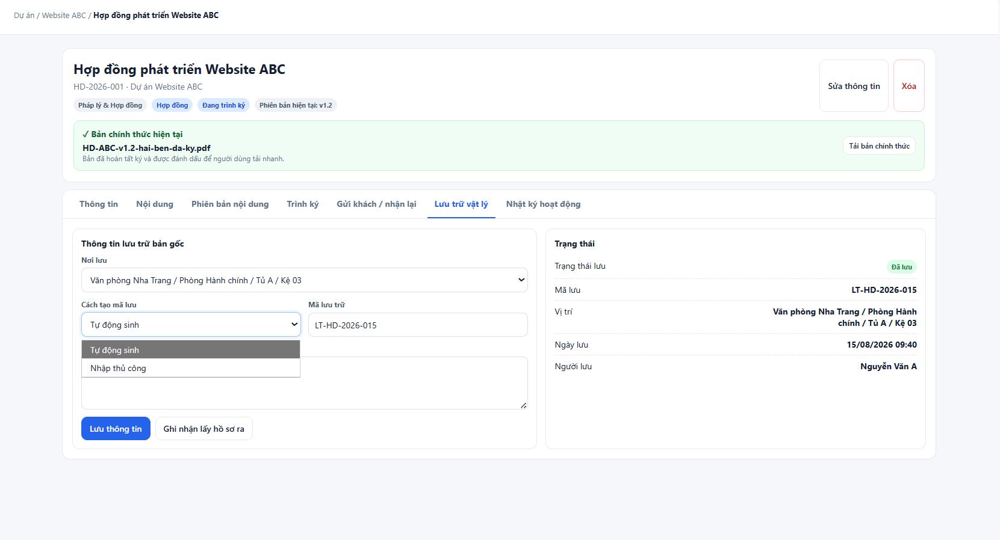 Dự án / Website ABC / Hợp đồng phát triển Website ABC
Hợp đồng phát triển Website ABC
HD-2026-001 · Dự án Website ABC
Pháp lý & Hợp đồng
Hợp đồng
Đang trình ký
Phiên bản hiện tại: v1.2
Sửa thông tin
Xóa
✓ Bản chính thức hiện tại
HD-ABC-v1.2-hai-ben-da-ky.pdf
Bản đã hoàn tất ký và được đánh dấu để người dùng tải nhanh.
Tải bản chính thức
Thông tin
Nội dung
Phiên bản nội dung
Trình ký
Gửi khách / nhận lại
Lưu trữ vật lý
Nhật ký hoạt động
Thông tin lưu trữ bản gốc
Nơi lưu
Văn phòng Nha Trang / Phòng Hành chính / Tủ A / Kệ 03
Cách tạo mã lưu
Mã lưu trữ
Tự động sinh
LT-HD-2026-015
Tự động sinh
Nhập thủ công
Lưu thông tin
Ghi nhận lấy hồ sơ ra
Trạng thái
Trạng thái lưu
Đã lưu
Mã lưu
LT-HD-2026-015
Vị trí
Văn phòng Nha Trang / Phòng Hành
chính / Tủ A / Kệ 03
Ngày lưu
15/08/2026 09:40
Người lưu
Nguyễn Văn A